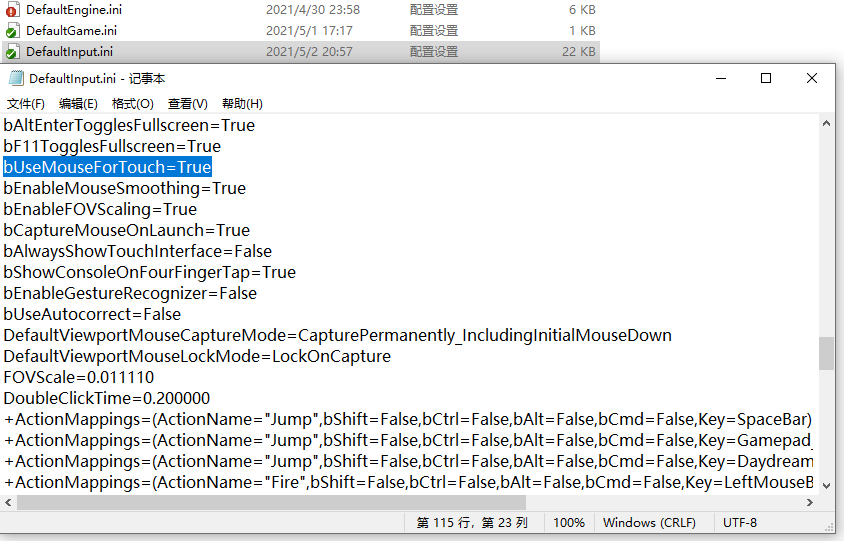 DefaultEngine.ini 2021/4/30 23:58 配置设置 6 KB
DefaultGame.ini 2021/5/1 17:17 配置设置 1 KB
DefaultInput.ini 2021/5/2 20:57 配置设置 22 KB
DefaultInput.ini - 记事本
文件(F) 编辑(E) 格式(O) 查看(V) 帮助(H)
bAltEnterTogglesFullscreen=True
bF11TogglesFullscreen=True
bUseMouseForTouch=True
bEnableMouseSmoothing=True
bEnableFOVScaling=True
bCaptureMouseOnLaunch=True
bAlwaysShowTouchInterface=False
bShowConsoleOnFourFingerTap=True
bEnableGestureRecognizer=False
bUseAutocorrect=False
DefaultViewportMouseCaptureMode=CapturePermanently_IncludingInitialMouseDown
DefaultViewportMouseLockMode=LockOnCapture
FOVScale=0.011110
DoubleClickTime=0.200000
+ActionMappings=(ActionName="Jump",bShift=False,bCtrl=False,bAlt=False,bCmd=False,Key=SpaceBar)
+ActionMappings=(ActionName="Jump",bShift=False,bCtrl=False,bAlt=False,bCmd=False,Key=Gamepad_
+ActionMappings=(ActionName="Jump",bShift=False,bCtrl=False,bAlt=False,bCmd=False,Key=Daydream
+ActionMappings=(ActionName="Fire",bShift=False,bCtrl=False,bAlt=False,bCmd=False,Key=LeftMouseB
第 115 行，第 23 列 100% Windows (CRLF) UTF-8